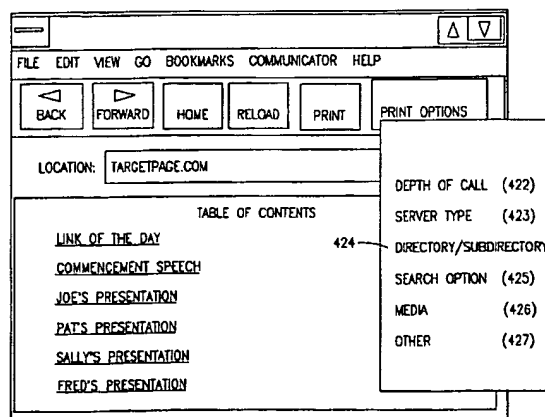 FILE EDIT VIEW GO BOOKMARKS COMMUNICATOR HELP
BACK FORWARD HOME RELOAD PRINT PRINT OPTIONS
LOCATION: TARGETPAGE.COM
TABLE OF CONTENTS
LINK OF THE DAY
COMMENCEMENT SPEECH
JOE'S PRESENTATION
PAT'S PRESENTATION
SALLY'S PRESENTATION
FRED'S PRESENTATION
DEPTH OF CALL (422)
SERVER TYPE (423)
424 DIRECTORY/SUBDIRECTORY
SEARCH OPTION (425)
MEDIA (426)
OTHER (427)